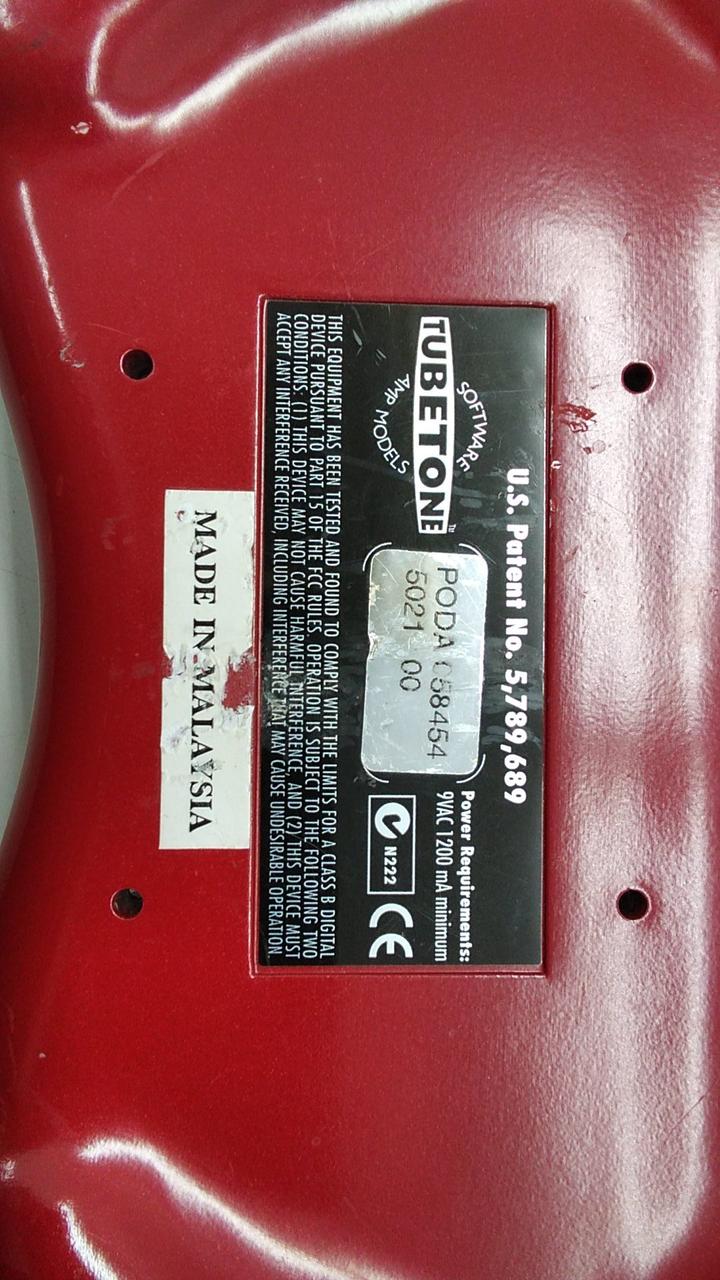 U.S. Patent No. 5,789,689
SOFTWARE
TUBETONE™
AMP MODELS
PODA 058454
5021 00
Power Requirements:
9VAC 1200 mA minimum
N222
CE
THIS EQUIPMENT HAS BEEN TESTED AND FOUND TO COMPLY WITH THE LIMITS FOR A CLASS B DIGITAL
DEVICE PURSUANT TO PART 15 OF THE FCC RULES. OPERATION IS SUBJECT TO THE FOLLOWING TWO
CONDITIONS: (1) THIS DEVICE MAY NOT CAUSE HARMFUL INTERFERENCE, AND (2) THIS DEVICE MUST
ACCEPT ANY INTERFERENCE RECEIVED, INCLUDING INTERFERENCE THAT MAY CAUSE UNDESIRABLE OPERATION.
MADE IN MALAYSIA